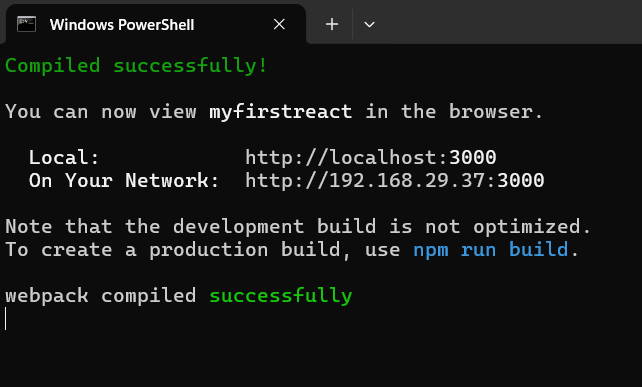 Windows PowerShell
Compiled successfully!
You can now view myfirstreact in the browser.
Local: http://localhost:3000
On Your Network: http://192.168.29.37:3000
Note that the development build is not optimized.
To create a production build, use npm run build.
webpack compiled successfully